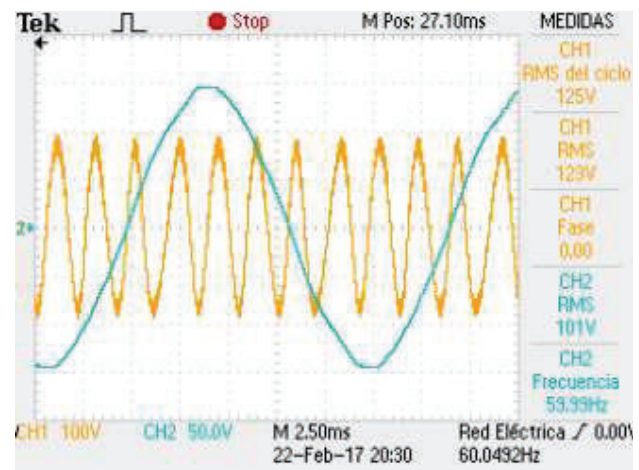 Tek Stop M Pos: 27.10ms MEDIDAS
CH1
RMS del ciclo
125V
CH1
RMS
123V
CH1
Fase
0.00
2
CH2
RMS
101V
CH2
Frecuencia
59.99Hz
CH1 100V CH2 50.0V M 2.50ms Red Eléctrica / 0.00V
22-Feb-17 20:30 60.0492Hz